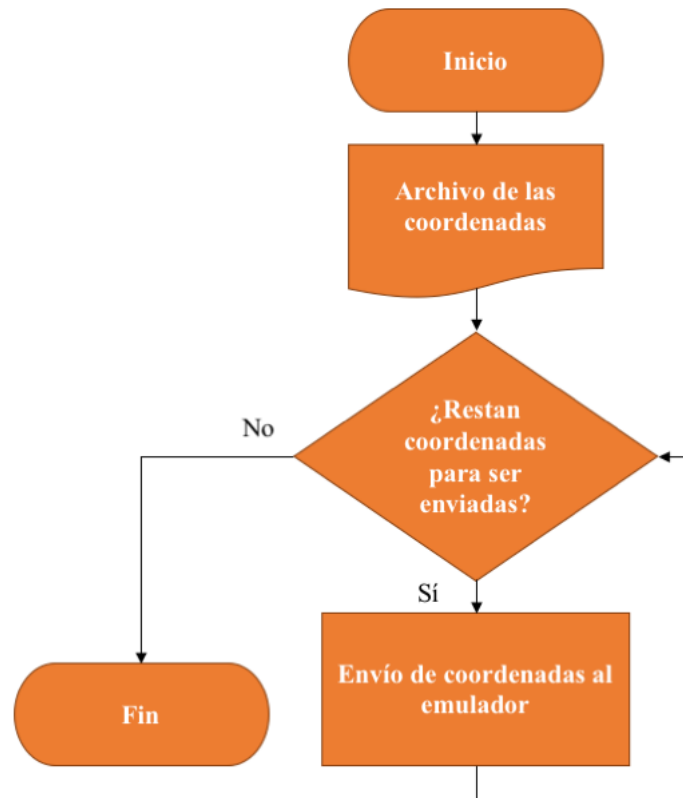 Inicio
Archivo de las
coordenadas
¿Restan
coordenadas
para ser
enviadas?
No
Sí
Envío de coordenadas al
emulador
Fin